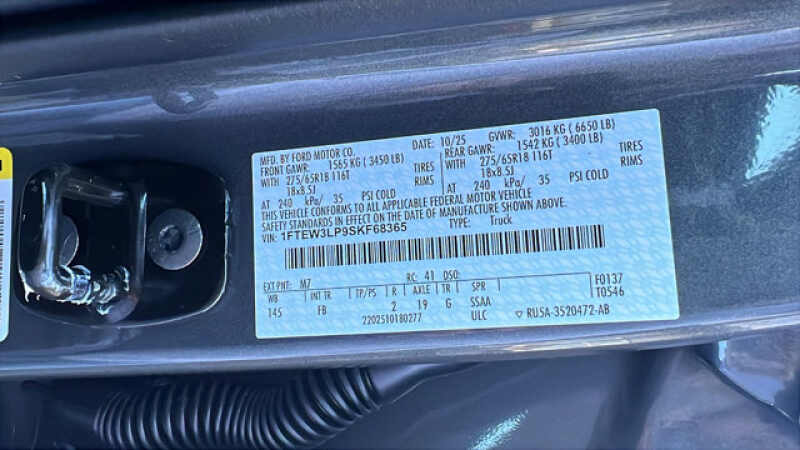 MFD. BY FORD MOTOR CO. 10/25 GVWR: 3016 KG ( 6650 LB)
FRONT GAWR: 1565 KG ( 3450 LB) REAR GAWR: 1542 KG ( 3400 LB)
WITH 275/65R18 116T TIRES WITH 275/65R18 116T TIRES
18x8.5J RIMS 18x8.5J RIMS
AT 240 kPa/ 35 PSI COLD AT 240 kPa/ 35 PSI COLD
THIS VEHICLE CONFORMS TO ALL APPLICABLE FEDERAL MOTOR VEHICLE
SAFETY STANDARDS IN EFFECT ON THE DATE OF MANUFACTURE SHOWN ABOVE.
VIN: 1FTEW3LP9SKF68365 TYPE: Truck
EXT PNT: M7 RC: 41 DSO:
WB INT TR TP/PS R AXLE TR SPR F0137
145 FB 2 19 G SSAA T0546
2202510180277 ULC ▽ RU5A-3520472-AB